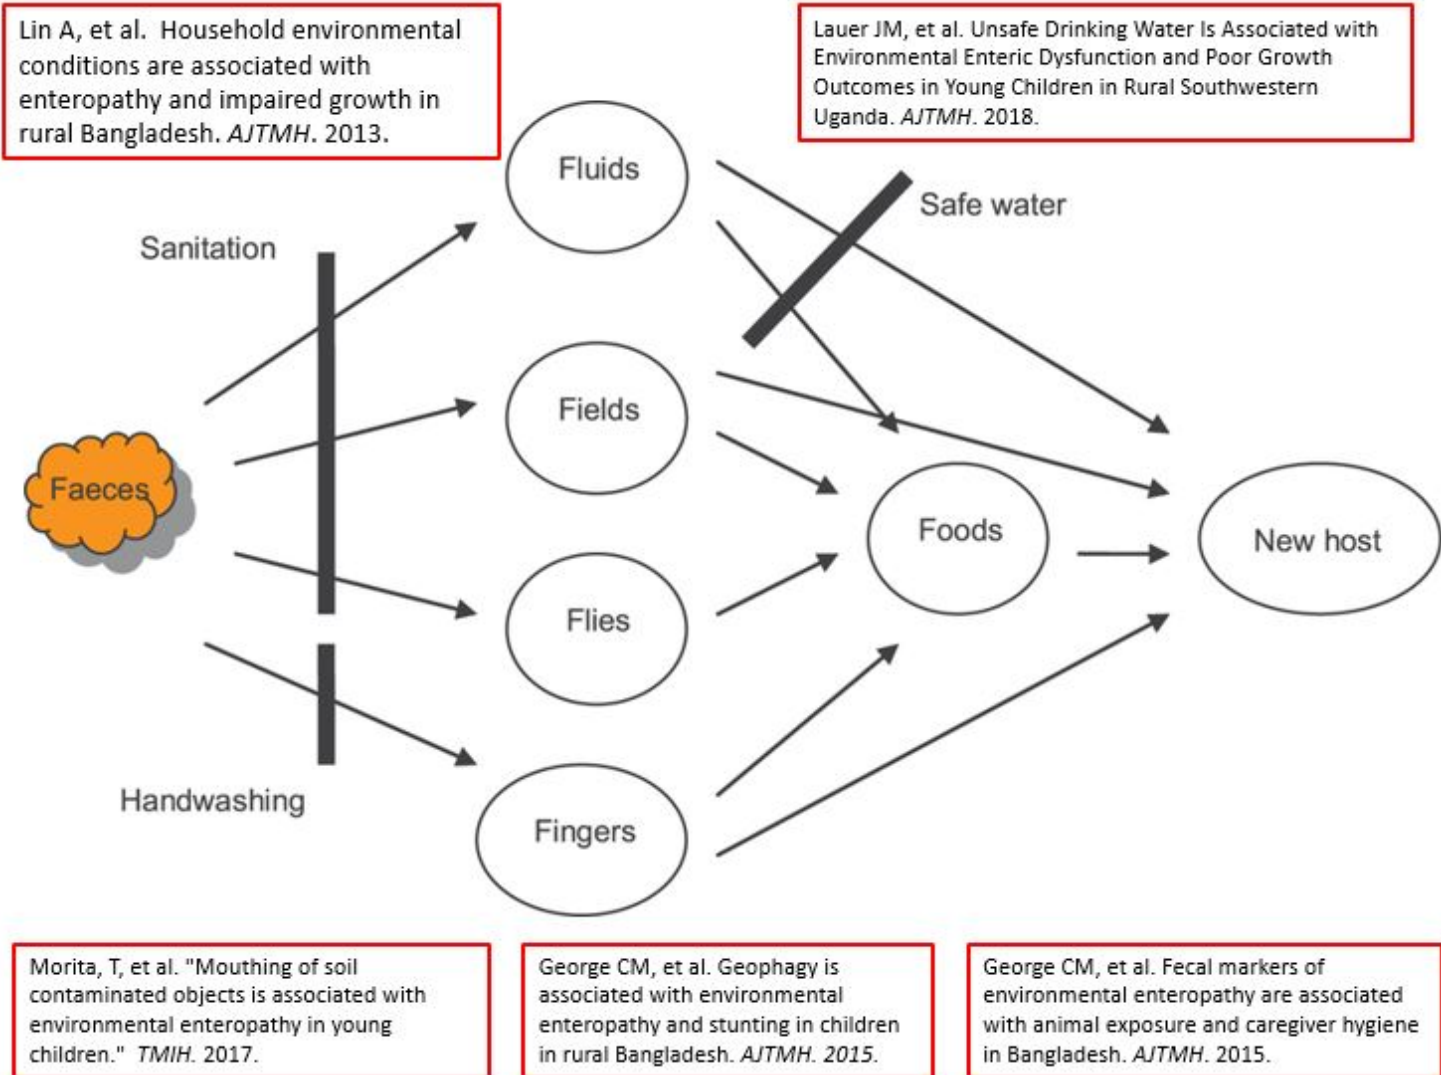 Lin A, et al.  Household environmental
conditions are associated with
enteropathy and impaired growth in
rural Bangladesh. AJTMH. 2013.
Lauer JM, et al. Unsafe Drinking Water Is Associated with
Environmental Enteric Dysfunction and Poor Growth
Outcomes in Young Children in Rural Southwestern
Uganda. AJTMH. 2018.
Fluids
Safe water
Sanitation
Fields
Faeces
Foods
New host
Flies
Handwashing
Fingers
Morita, T, et al. "Mouthing of soil
contaminated objects is associated with
environmental enteropathy in young
children."  TMIH. 2017.
George CM, et al. Geophagy is
associated with environmental
enteropathy and stunting in children
in rural Bangladesh. AJTMH. 2015.
George CM, et al. Fecal markers of
environmental enteropathy are associated
with animal exposure and caregiver hygiene
in Bangladesh. AJTMH. 2015.